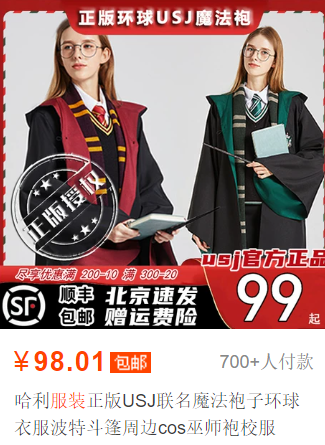 正版环球USJ魔法袍
正版授权
usj官方正品
尽享优惠满 200-10 满 300-20
SF 顺丰包邮
北京速发
赠运费险
99起
¥98.01 包邮 700+人付款
哈利服装正版USJ联名魔法袍子环球
衣服波特斗篷周边cos巫师袍校服